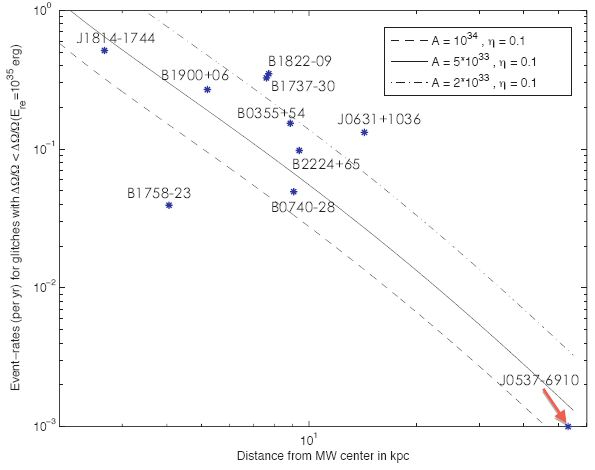 10^0
10^-1
10^-2
10^-3
10^1
Event-rates (per yr) for glitches with ΔΩ/Ω < ΔΩ/Ω(E_re=10^35 erg)
Distance from MW center in kpc
A = 10^34 , η = 0.1
A = 5*10^33 , η = 0.1
A = 2*10^33 , η = 0.1
J1814-1744
B1822-09
B1900+06
B1737-30
B0355+54
J0631+1036
B2224+65
B1758-23
B0740-28
J0537-6910